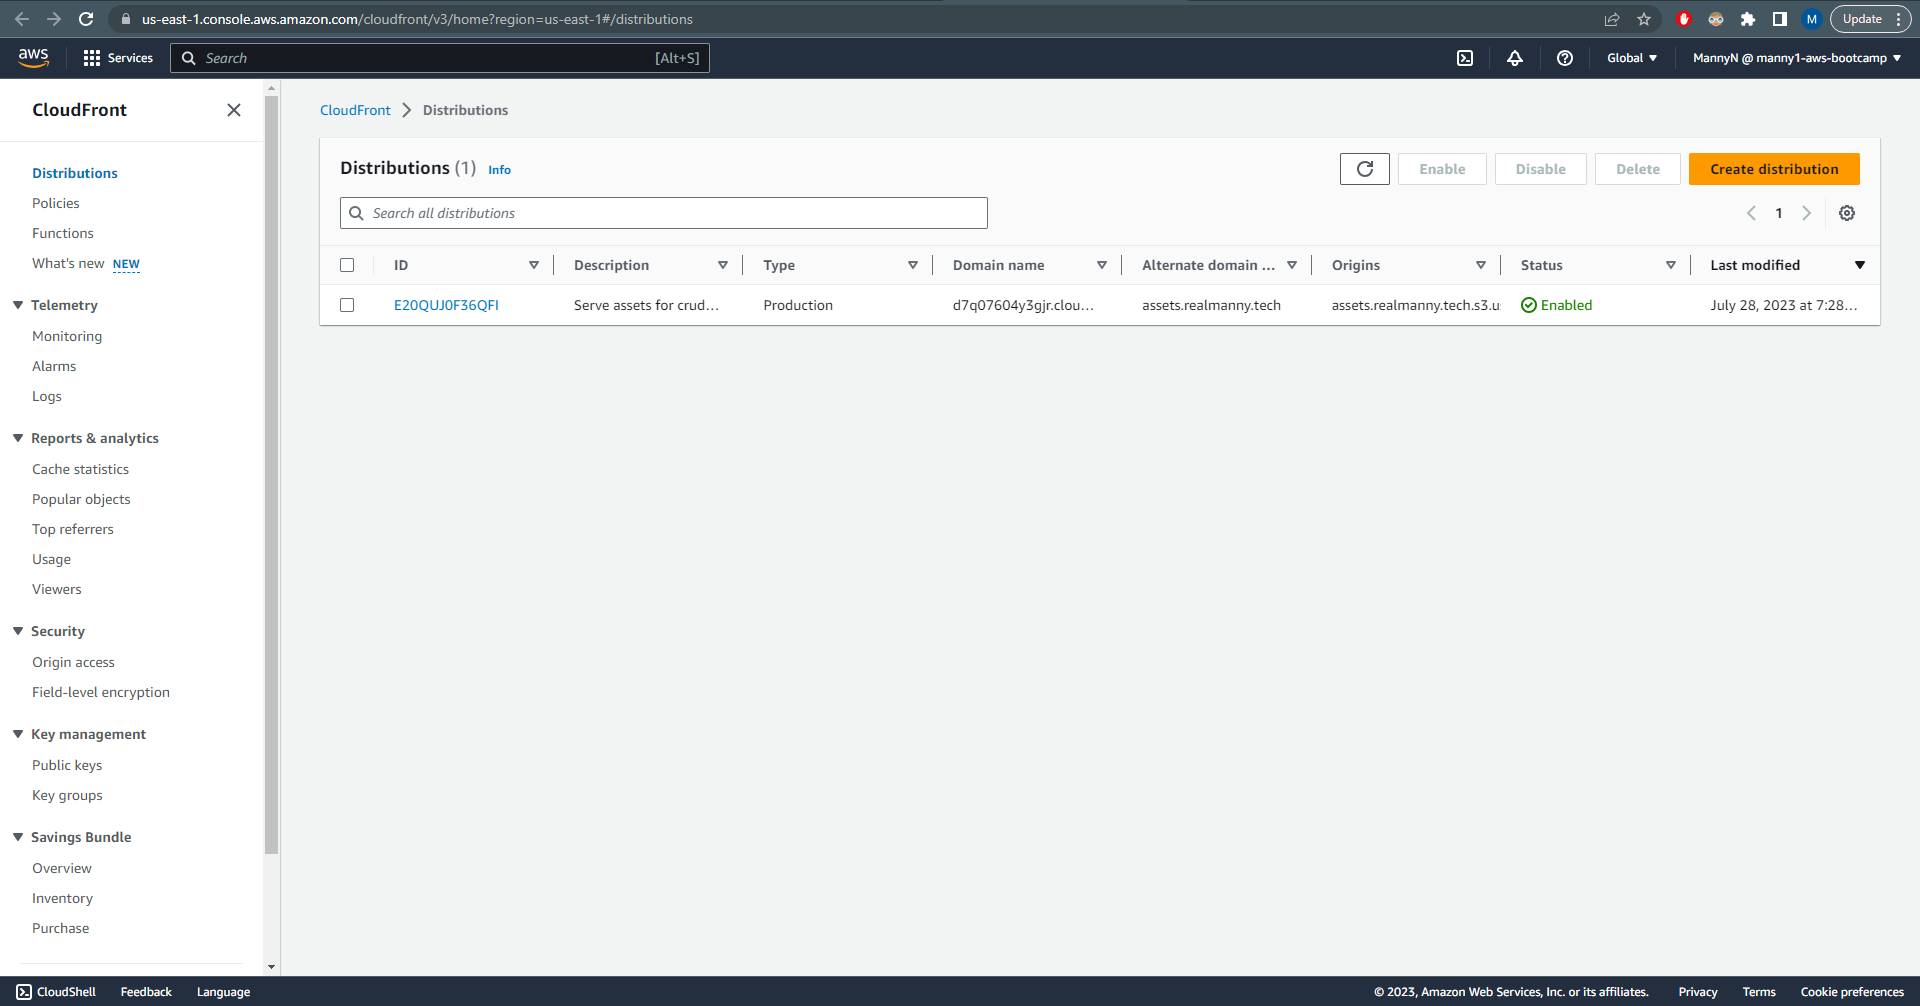 us-east-1.console.aws.amazon.com/cloudfront/v3/home?region=us-east-1#/distributions
M
Update
aws
Services
Search
[Alt+S]
Global
MannyN @ manny1-aws-bootcamp
CloudFront
Distributions
Policies
Functions
What's new NEW
Telemetry
Monitoring
Alarms
Logs
Reports & analytics
Cache statistics
Popular objects
Top referrers
Usage
Viewers
Security
Origin access
Field-level encryption
Key management
Public keys
Key groups
Savings Bundle
Overview
Inventory
Purchase
CloudFront Distributions
Distributions (1) Info
Enable
Disable
Delete
Create distribution
Search all distributions
1
ID Description Type Domain name Alternate domain ... Origins Status Last modified
E20QUJ0F36QFI Serve assets for crud... Production d7q07604y3gjr.clou... assets.realmanny.tech assets.realmanny.tech.s3.u Enabled July 28, 2023 at 7:28...
CloudShell Feedback Language
© 2023, Amazon Web Services, Inc. or its affiliates. Privacy Terms Cookie preferences